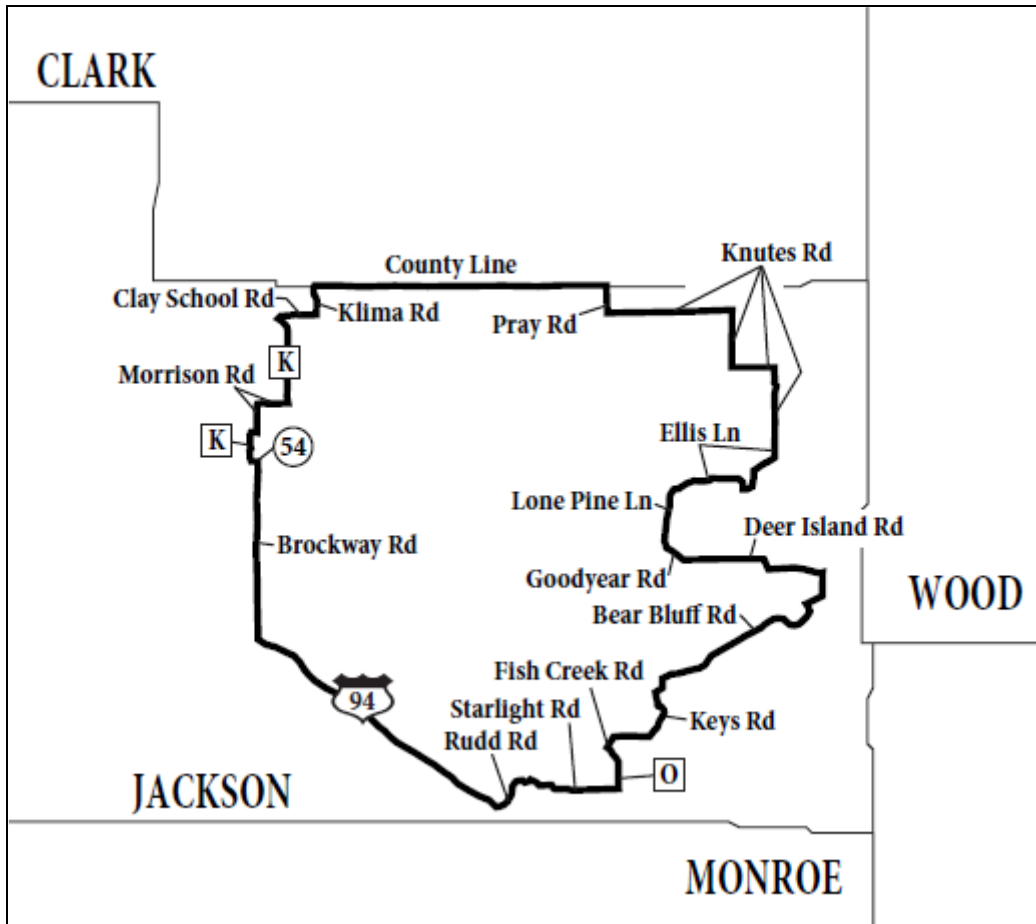 CLARK
Knutes Rd
County Line
Clay School Rd
Klima Rd
Pray Rd
K
Morrison Rd
K
54
Ellis Ln
Lone Pine Ln
Deer Island Rd
Brockway Rd
Goodyear Rd
WOOD
Bear Bluff Rd
Fish Creek Rd
94
Starlight Rd
Keys Rd
Rudd Rd
O
JACKSON
MONROE